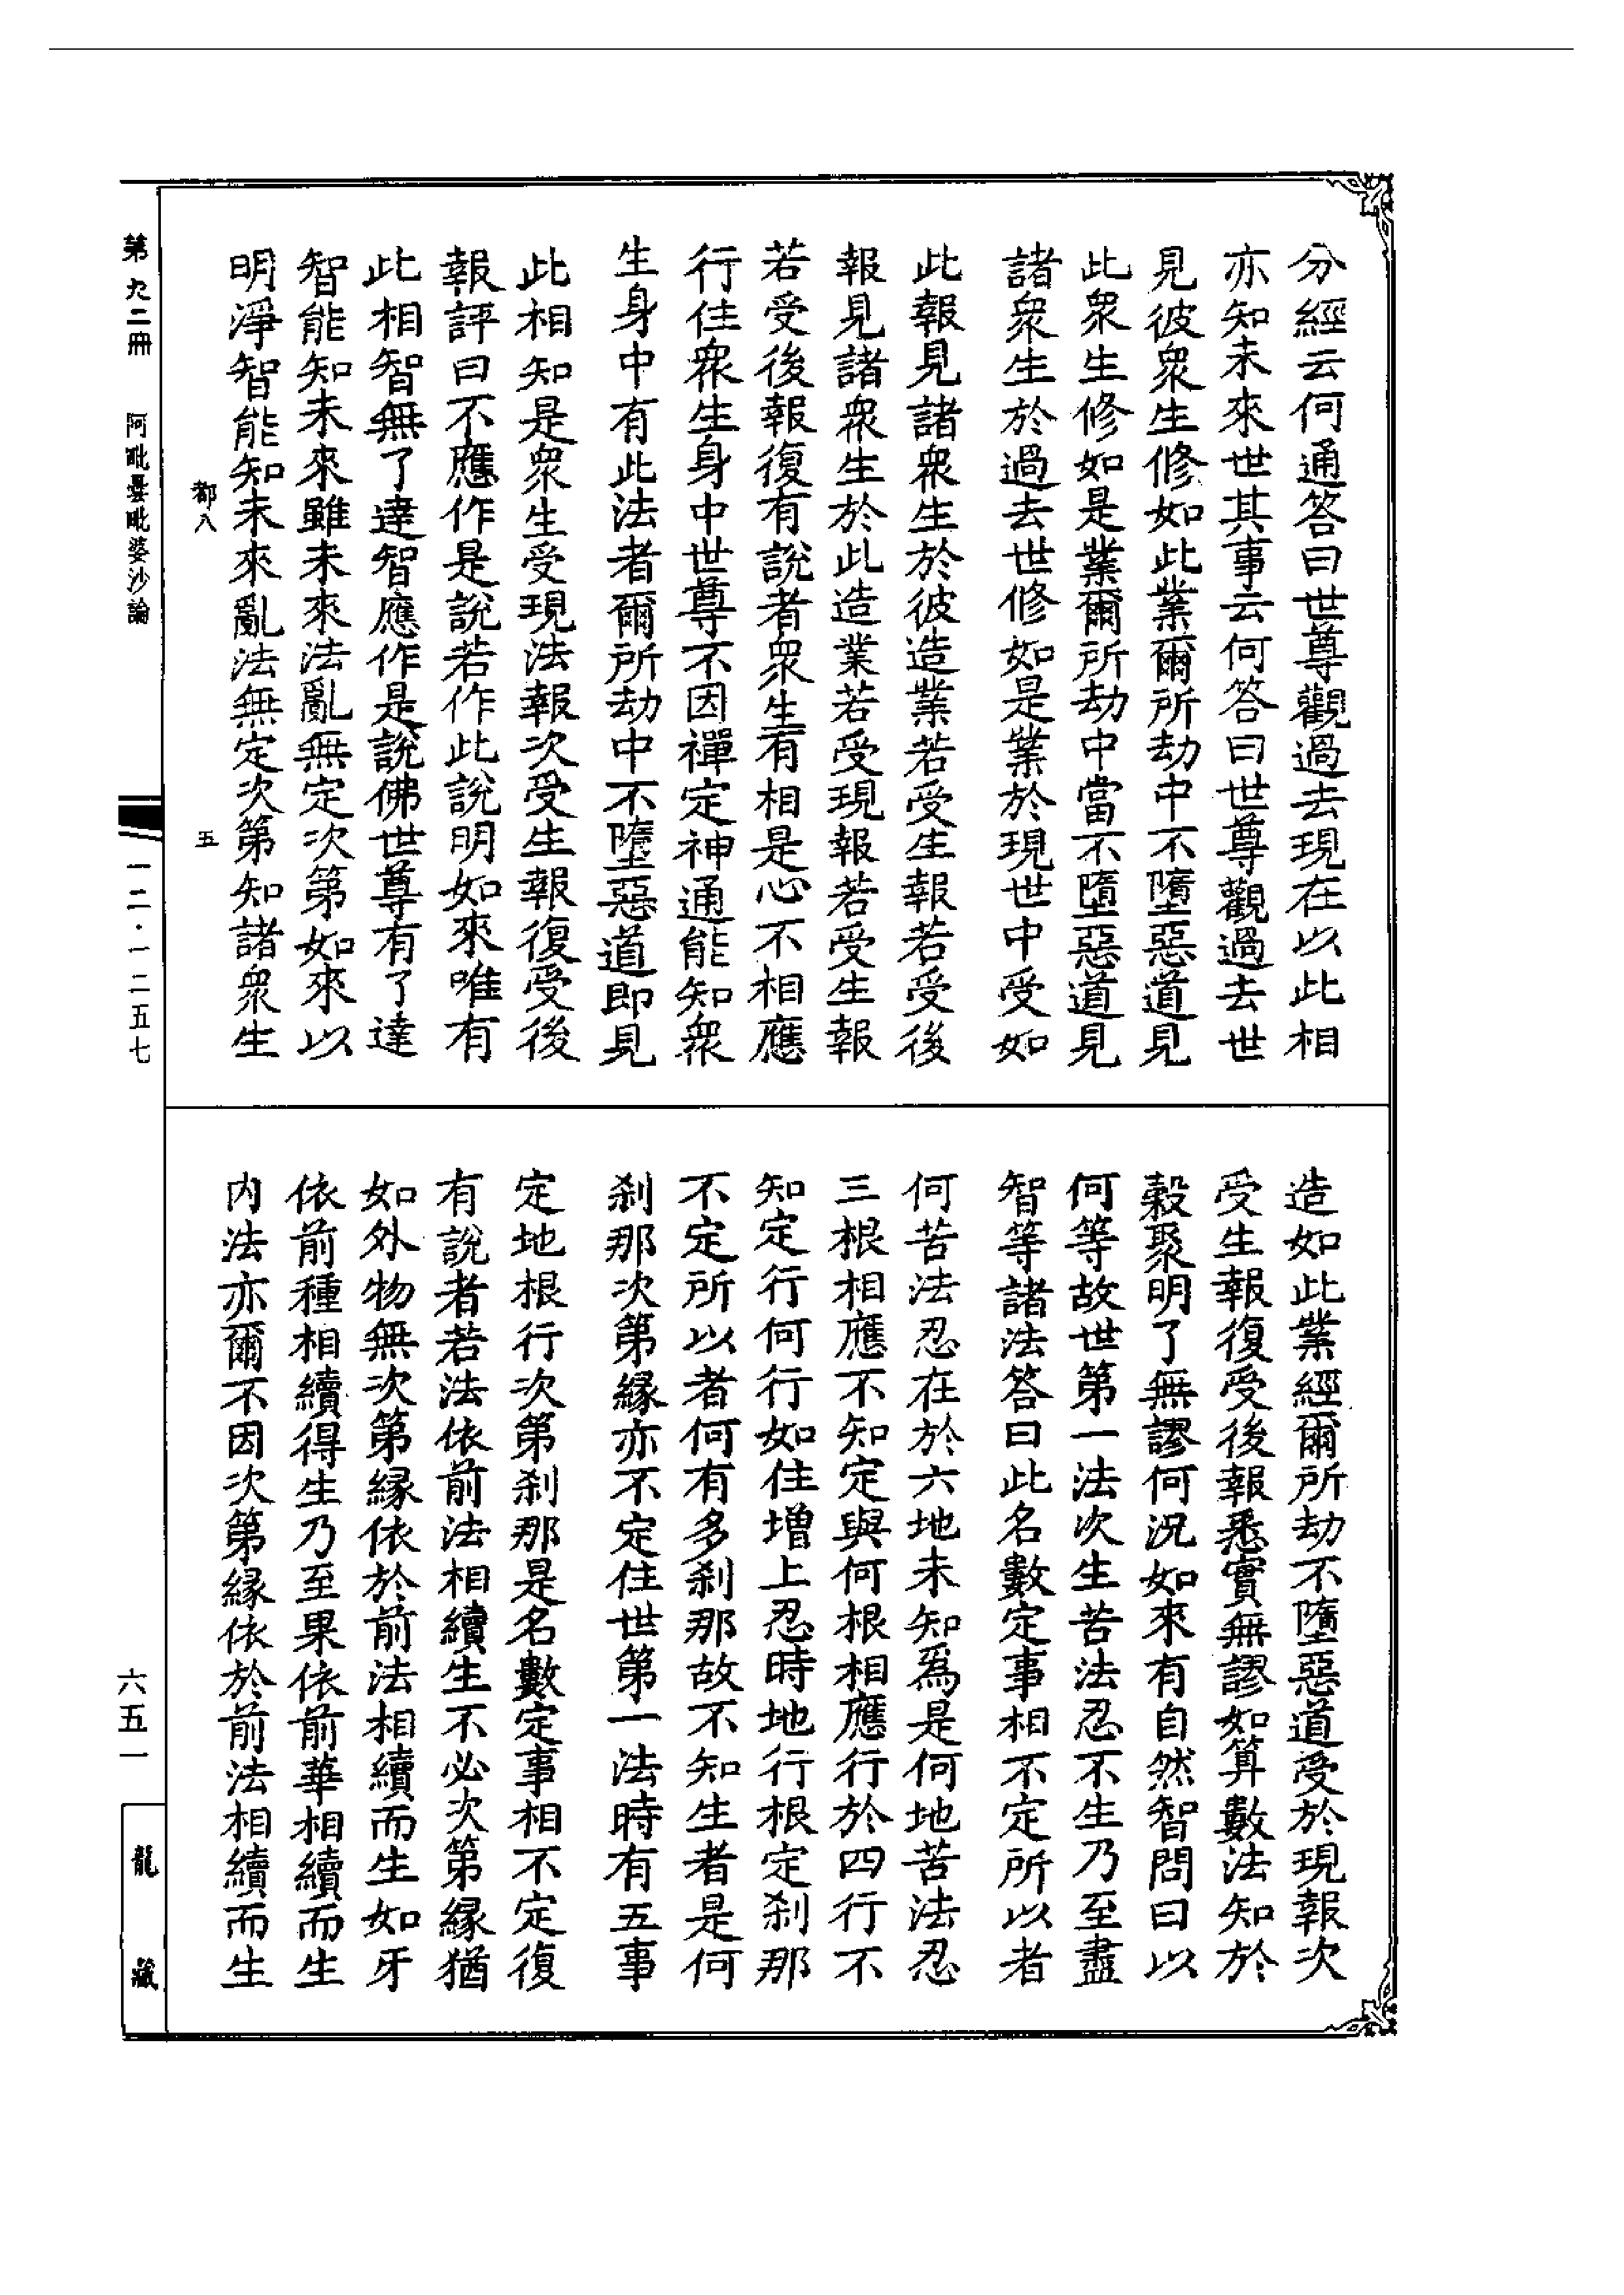 分經云何通答曰世尊觀過去現在以此相
亦知未來世其事云何答曰世尊觀過去世
見彼衆生修如此業爾所劫中不墮惡道見
此衆生修如是業爾所劫中當不墮惡道見
諸衆生於過去世修如是業於現世中受如
此報見諸衆生於彼造業若受生報若受後
報見諸衆生於此造業若受現報若受生報
若受後報復有說者衆生有相是心不相應
行住衆生身中世尊不因禪定神通能知衆
生身中有此法者爾所劫中不墮惡道即見
此相知是衆生受現法報次受生報復受後
報評曰不應作是說若作此說明如來唯有
此相智無了達智應作是說佛世尊有了達
智能知未來雖未來法亂無定次第如來以
明淨智能知未來亂法無定次第知諸衆生
造如此業經爾所劫不墮惡道受於現報次
受生報復受後報悉實無謬如算數法知於
穀聚明了無謬何況如來有自然智問曰以
何等故世第一法次生苦法忍不生乃至盡
智等諸法答曰此名數定事相不定所以者
何苦法忍在於六地未知爲是何地苦法忍
三根相應不知定與何根相應行於四行不
知定行何行如住增上忍時地行根定刹那
不定所以者何有多刹那故不知生者是何
刹那次第緣亦不定住世第一法時有五事
定地根行次第刹那是名數定事相不定復
有說者若法依前法相續生不必次第緣猶
如外物無次第緣依於前法相續而生如牙
依前種相續得生乃至果依前華相續而生
內法亦爾不因次第緣依於前法相續而生
第九二冊 阿毗曇毗婆沙論
都八 五
一二·一二五七
六五一
龍藏